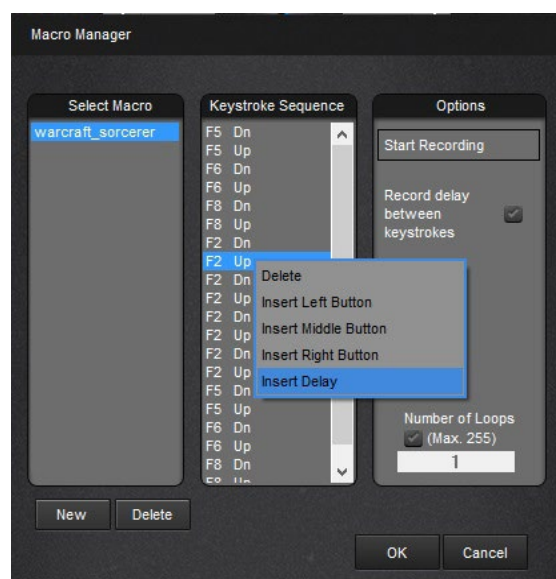 Macro Manager
Select Macro
warcraft_sorcerer
New
Delete
Keystroke Sequence
F5 Dn
F5 Up
F6 Dn
F6 Up
F8 Dn
F8 Up
F2 Dn
F2 Up
F2 Dn
F2 Up
F2 Dn
F2 Up
F2 Dn
F2 Up
F5 Dn
F5 Up
F6 Dn
F6 Up
F8 Dn
F8 Up
Delete
Insert Left Button
Insert Middle Button
Insert Right Button
Insert Delay
Options
Start Recording
Record delay
between
keystrokes
Number of Loops
(Max. 255)
1
OK
Cancel